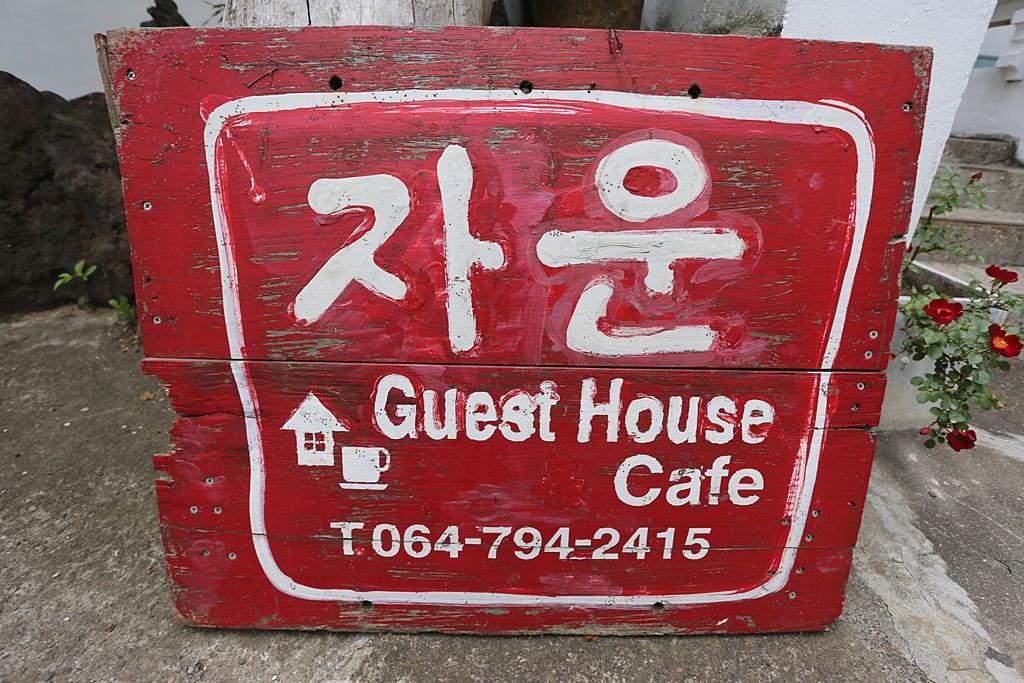 자운
Guest House
Cafe
T 064-794-2415